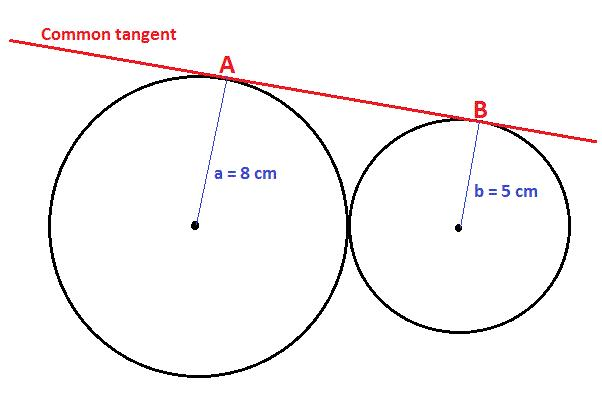 Common tangent
A
B
a = 8 cm
b = 5 cm